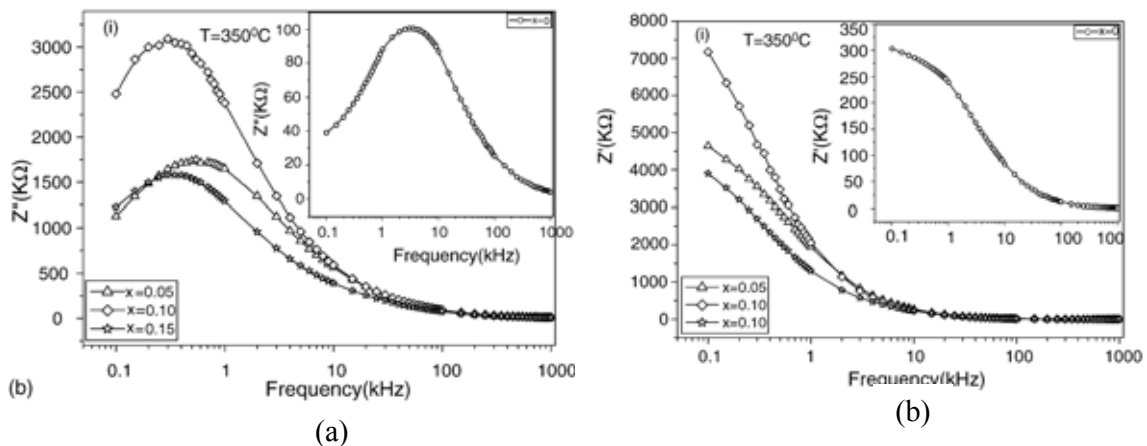 (i)
T=350⁰C
Z"(KΩ)
3000
2500
2000
1500
1000
500
0
0.1
1
10
100
1000
Frequency(kHz)
x=0.05
x=0.10
x=0.15
x=0
Z"(KΩ)
100
80
60
40
20
0
0.1
1
10
100
1000
Frequency(kHz)
(b)
(a)
(i)
T=350⁰C
Z'(KΩ)
8000
7000
6000
5000
4000
3000
2000
1000
0
0.1
1
10
100
1000
Frequency(kHz)
x=0.05
x=0.10
x=0.10
x=0
Z'(KΩ)
350
300
250
200
150
100
50
0
0.1
1
10
100
(b)